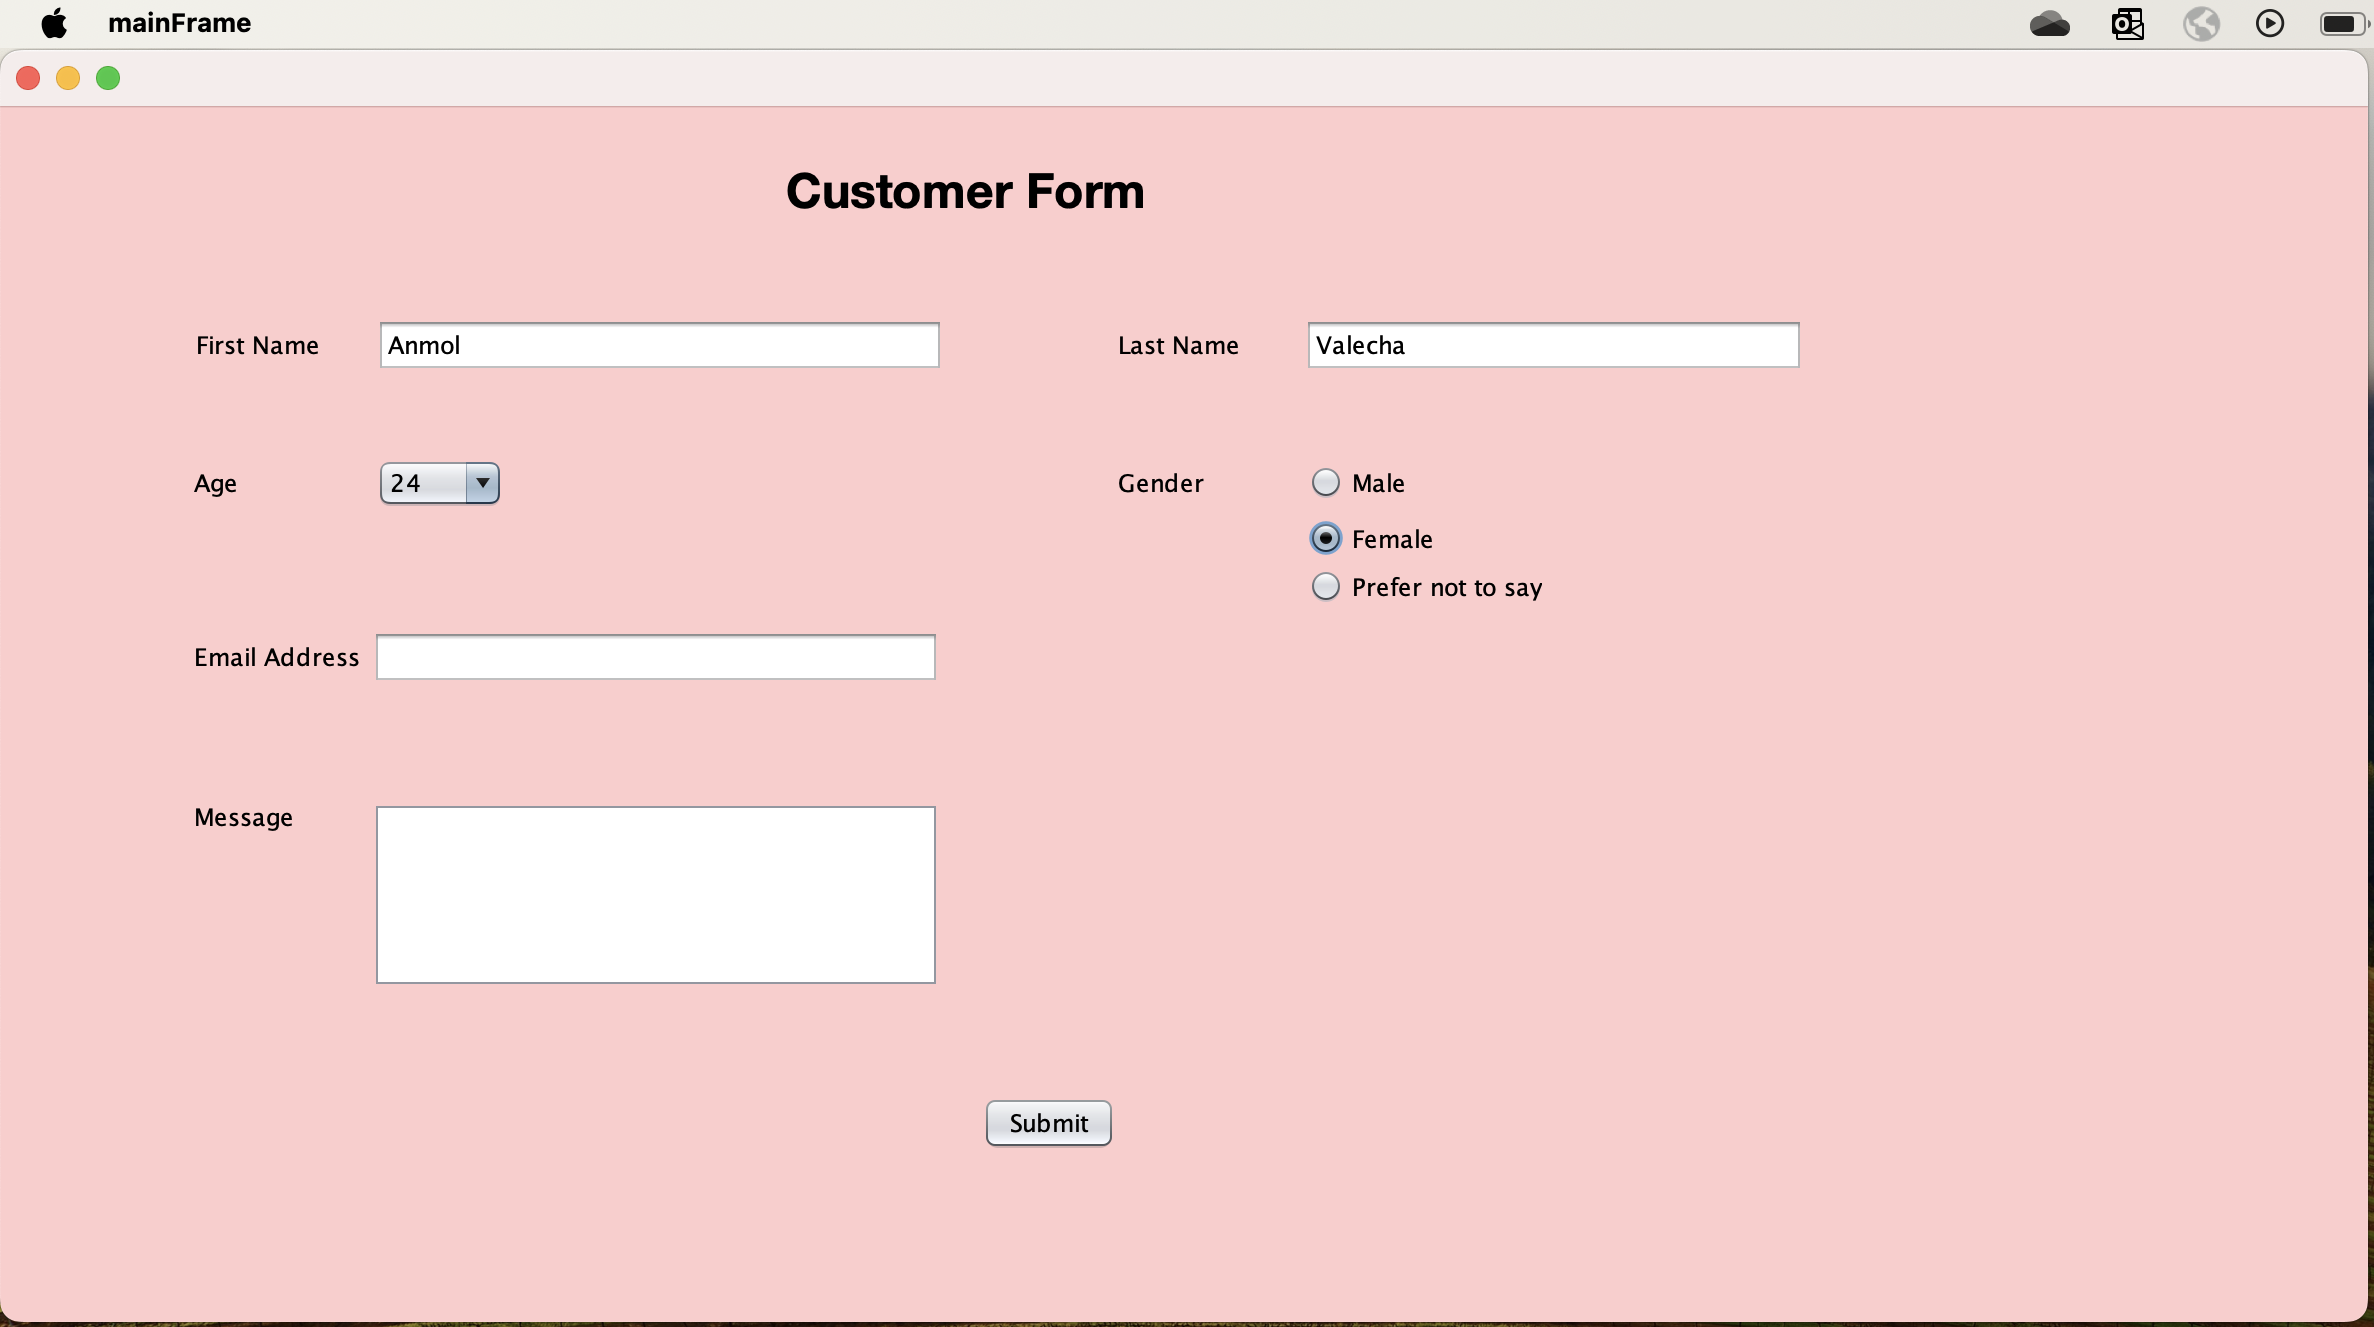 mainFrame
Customer Form
First Name Anmol Last Name Valecha
Age 24 Gender Male
Female
Prefer not to say
Email Address
Message
Submit